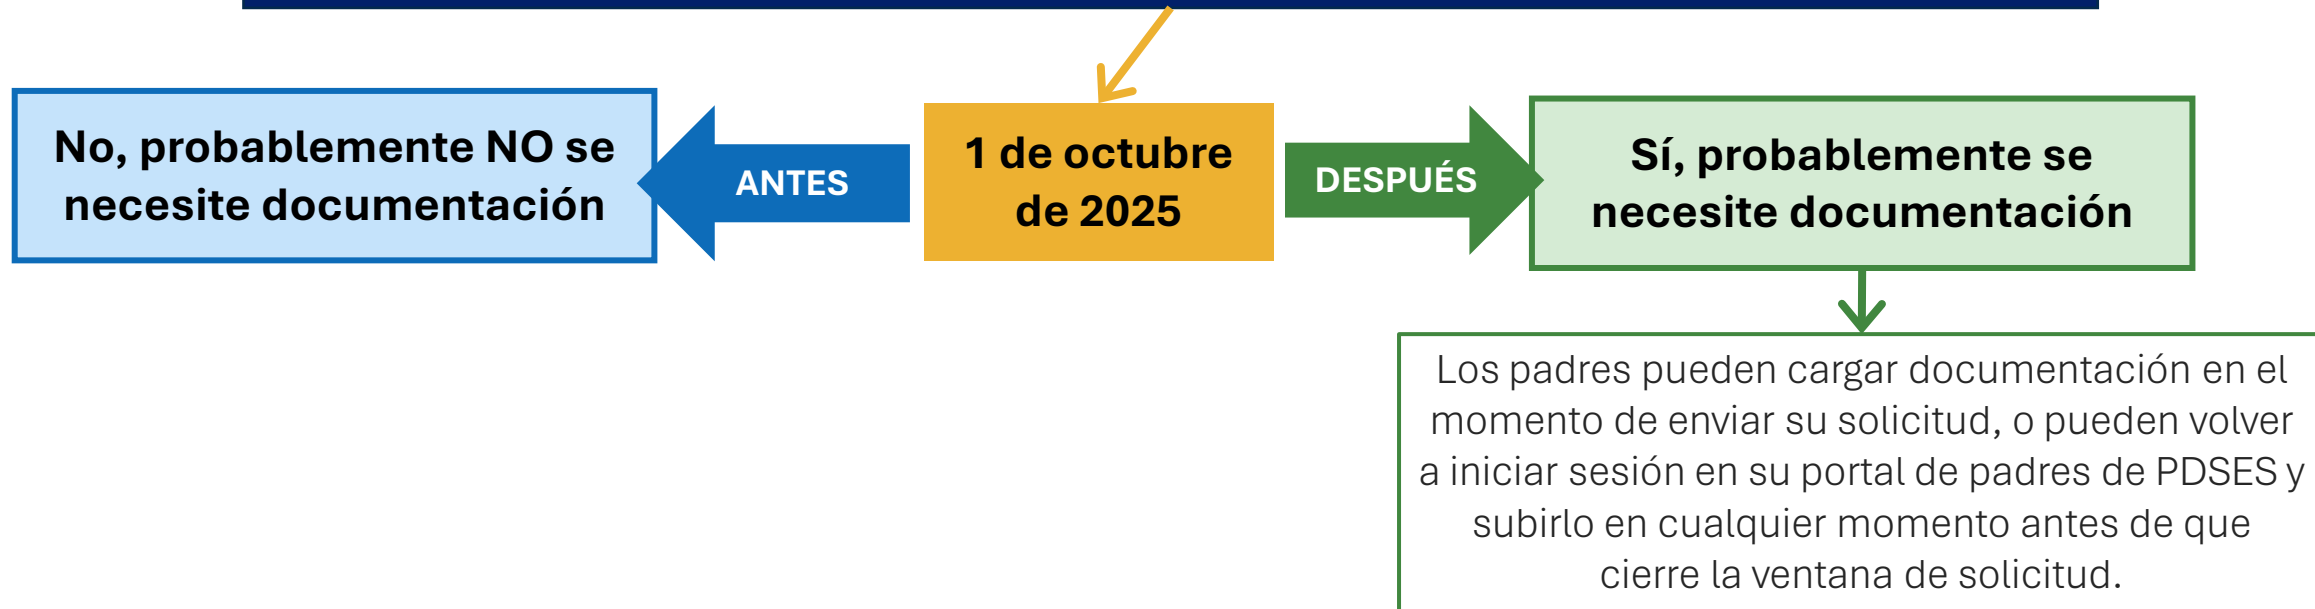 No, probablemente NO se
necesite documentación
ANTES
1 de octubre
de 2025
DESPUÉS
Sí, probablemente se
necesite documentación
Los padres pueden cargar documentación en el
momento de enviar su solicitud, o pueden volver
a iniciar sesión en su portal de padres de PDSES y
subirlo en cualquier momento antes de que
cierre la ventana de solicitud.